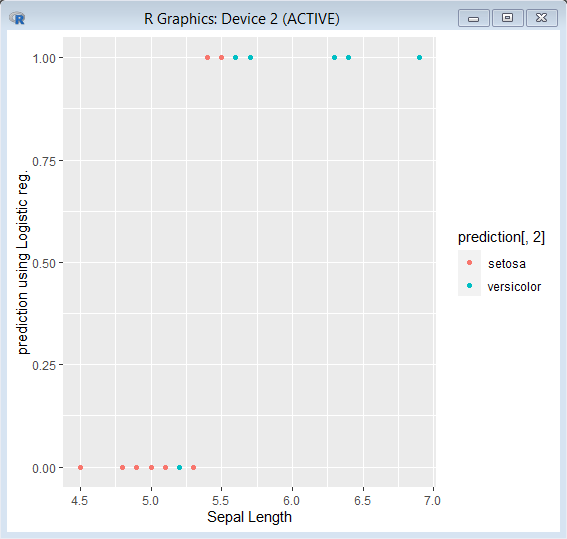 R Graphics: Device 2 (ACTIVE)
prediction using Logistic reg.
1.00
0.75
0.50
0.25
0.00
4.5 5.0 5.5 6.0 6.5 7.0
Sepal Length
prediction[, 2]
setosa
versicolor